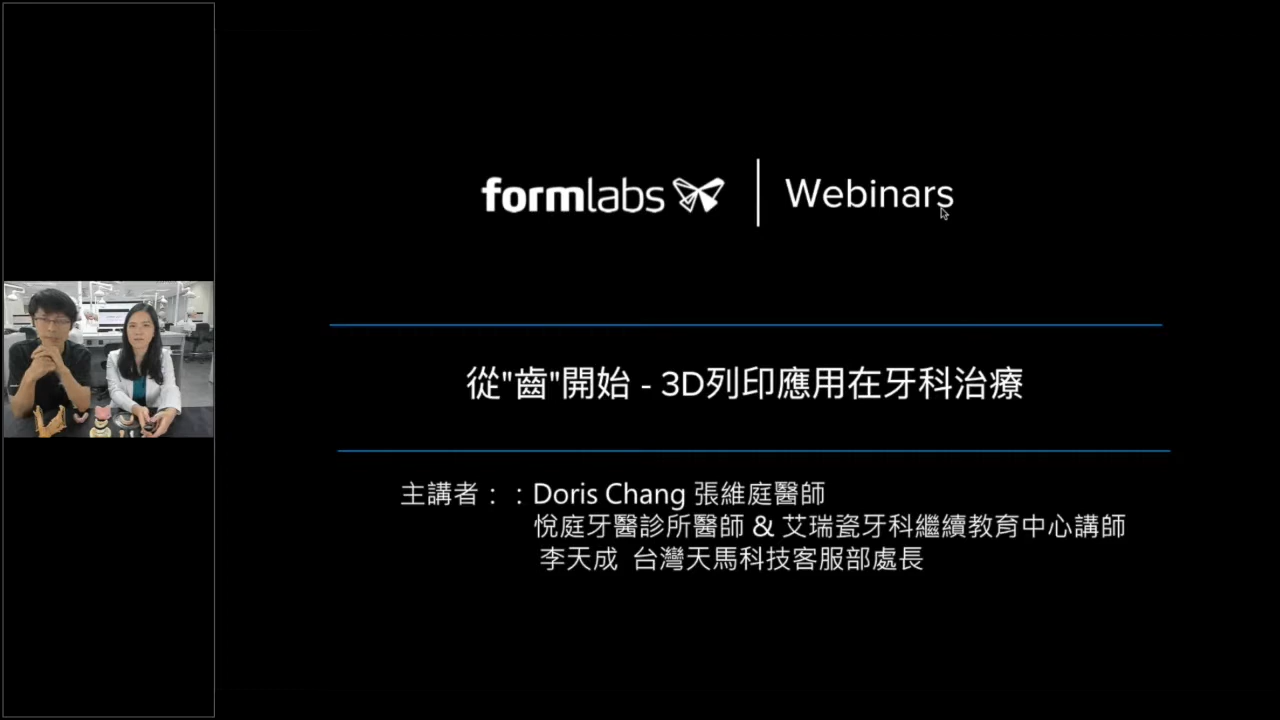 formlabs | Webinars
從"齒"開始 - 3D列印應用在牙科治療
主講者：：Doris Chang 張維庭醫師
悅庭牙醫診所醫師 & 艾瑞瓷牙科繼續教育中心講師
李天成 台灣天馬科技客服部處長